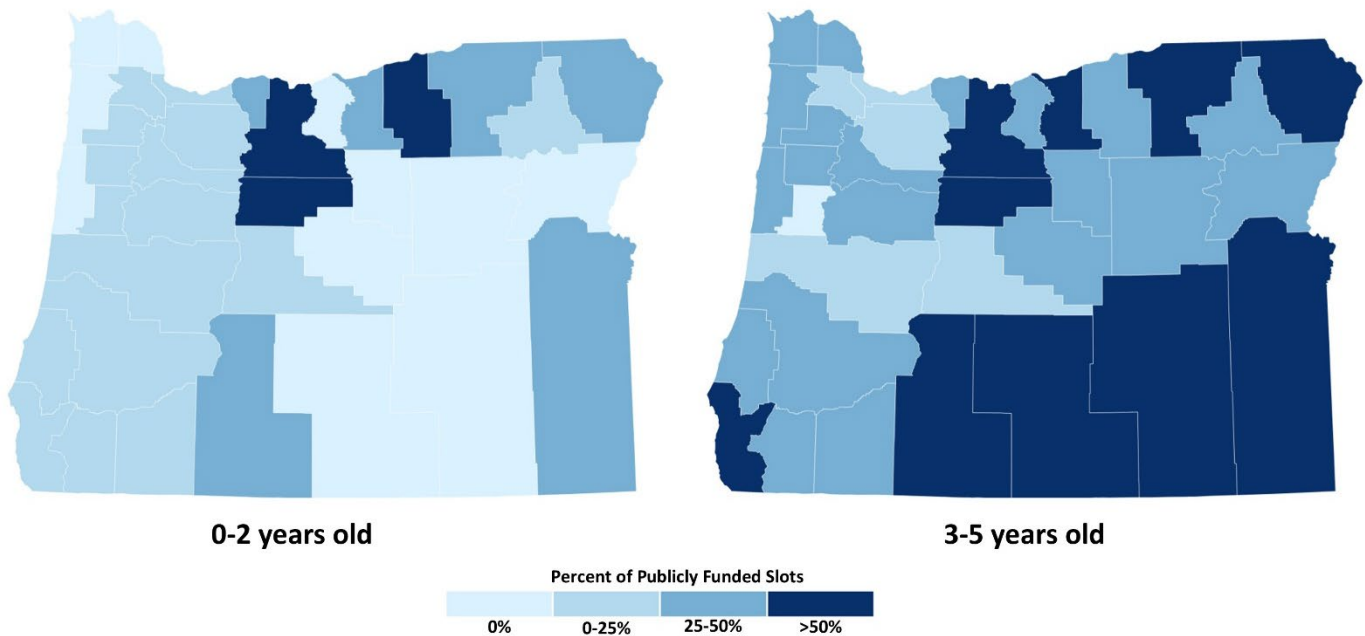 0-2 years old
3-5 years old
Percent of Publicly Funded Slots
0%
0-25%
25-50%
>50%